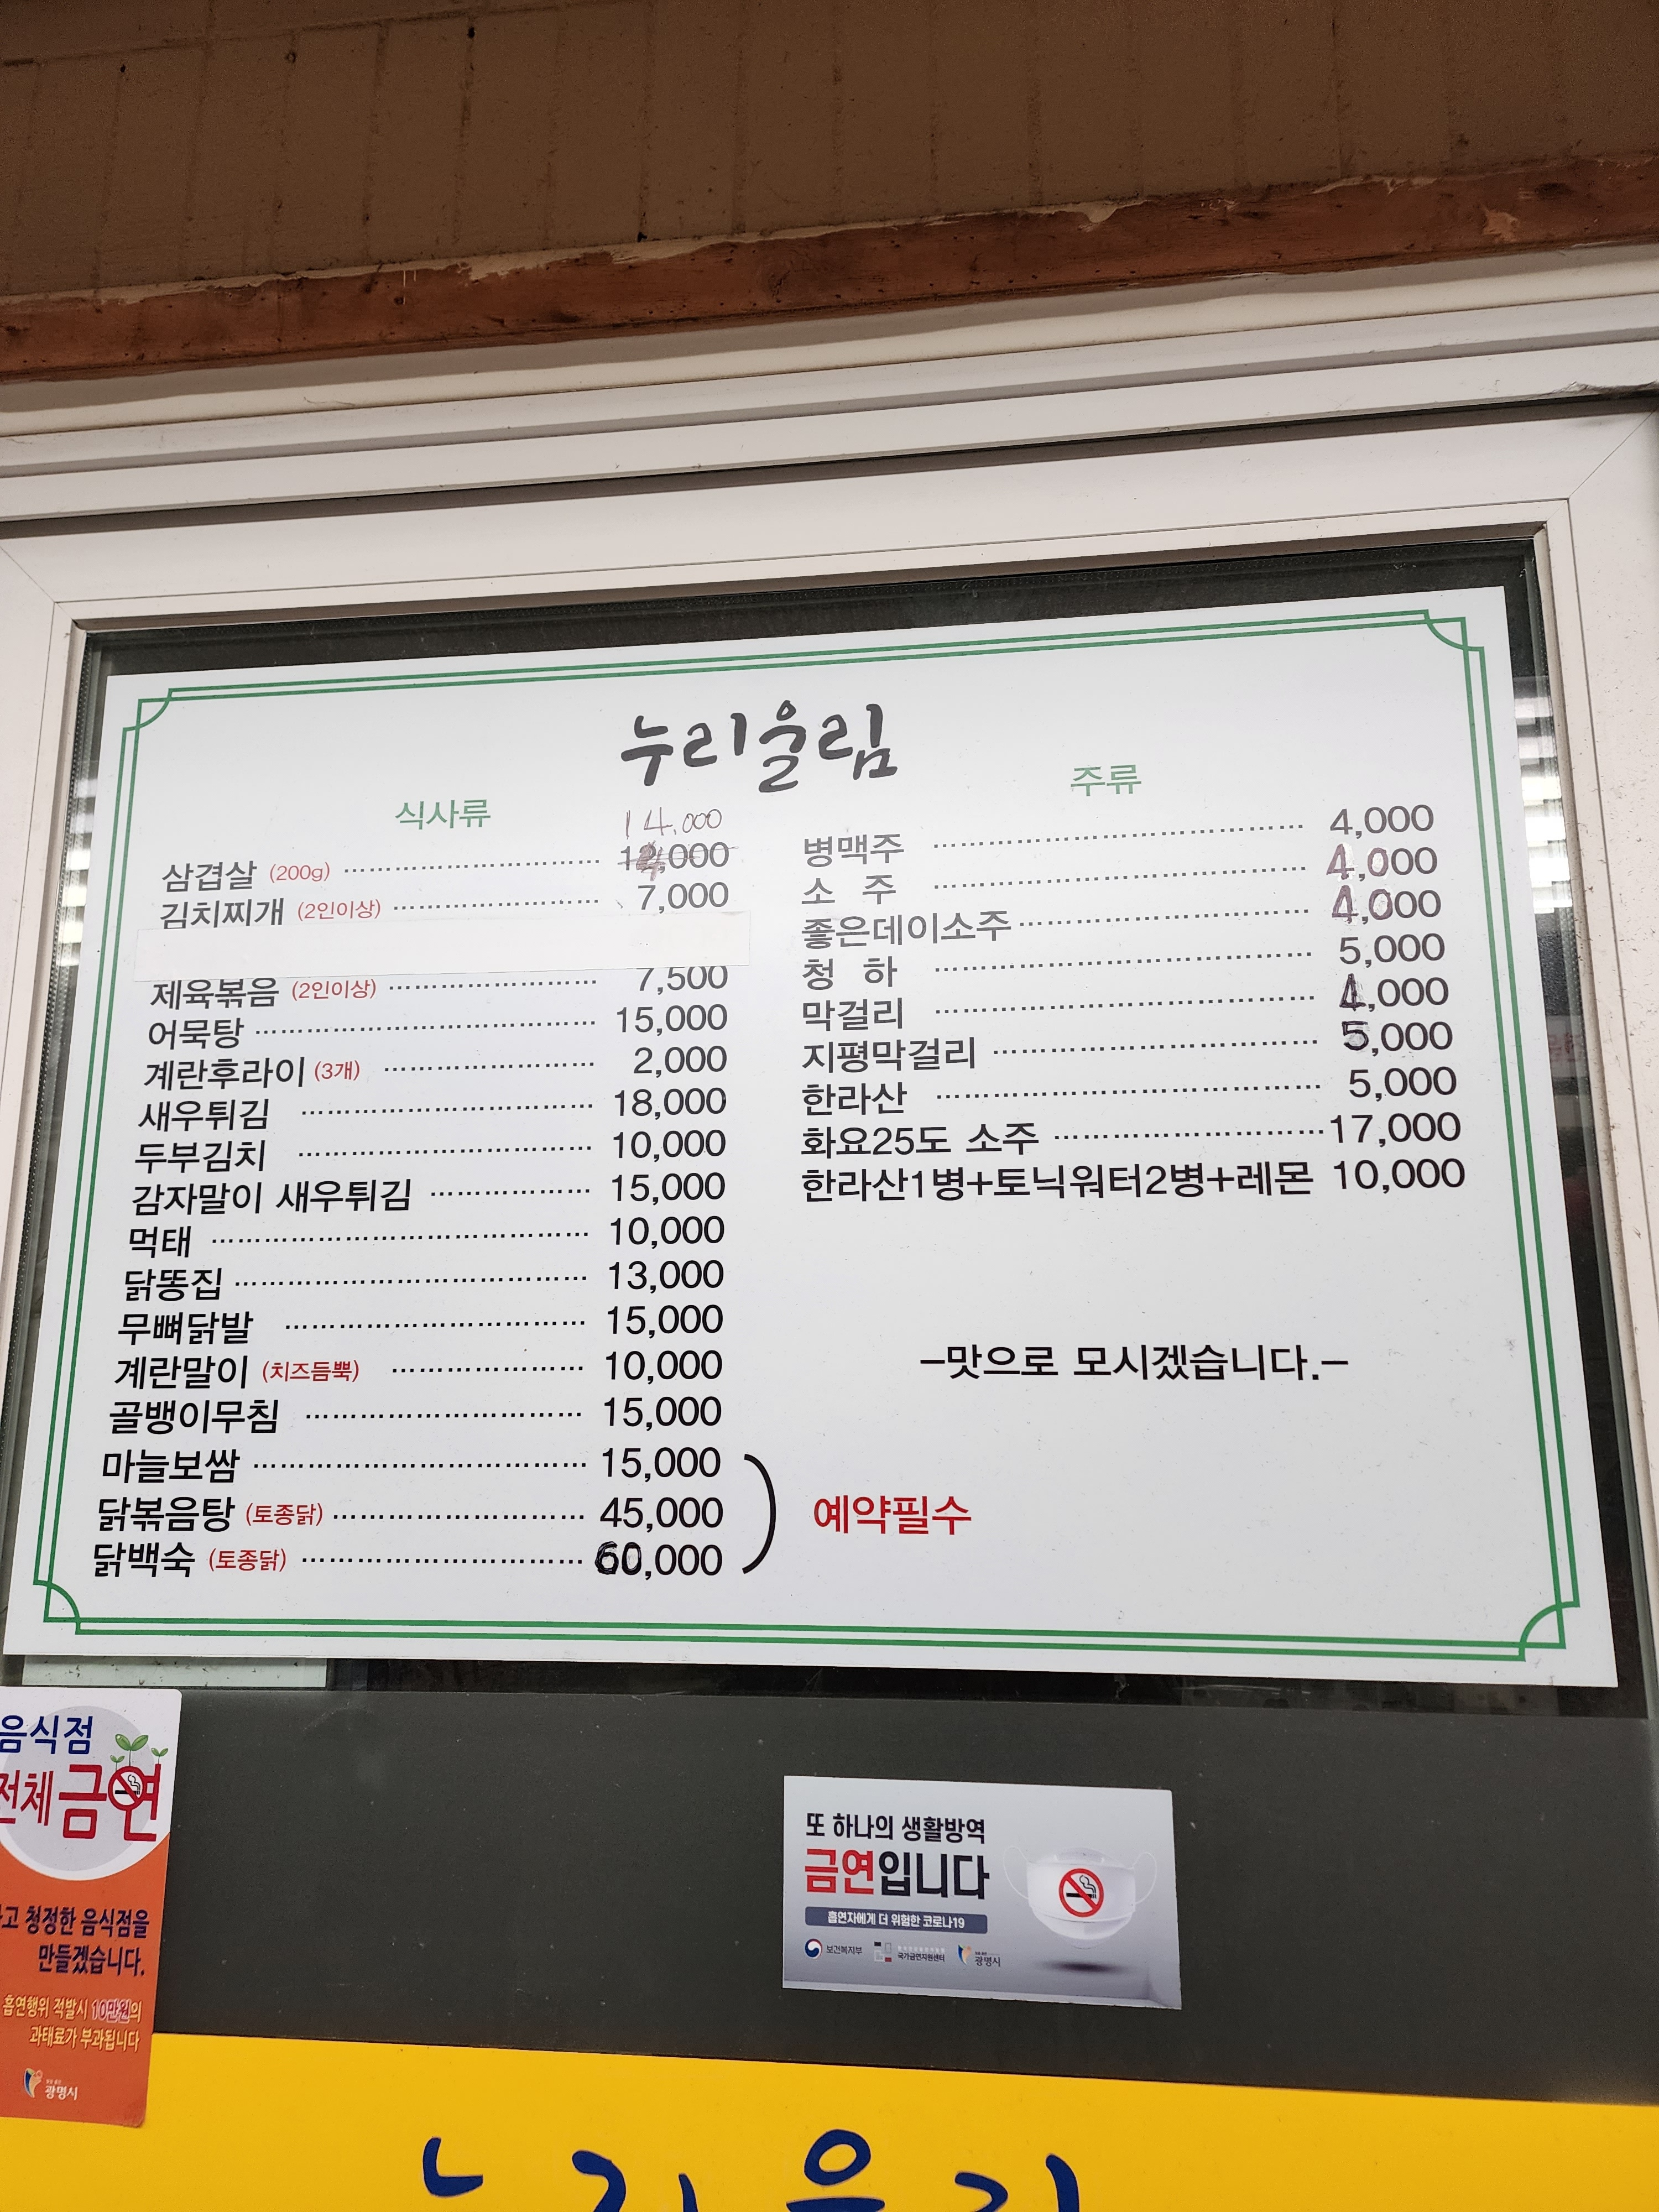 누리울림
식사류
14,000
삼겹살 (200g) 12,000
김치찌개 (2인이상) 7,000
제육볶음 (2인이상) 7,500
어묵탕 15,000
계란후라이 (3개) 2,000
새우튀김 18,000
두부김치 10,000
감자말이 새우튀김 15,000
먹태 10,000
닭똥집 13,000
무뼈닭발 15,000
계란말이 (치즈듬뿍) 10,000
골뱅이무침 15,000
마늘보쌈 15,000
닭볶음탕 (토종닭) 45,000
닭백숙 (토종닭) 60,000
예약필수
주류
병맥주 4,000
소 주 4,000
좋은데이소주 4,000
청 하 5,000
막걸리 4,000
지평막걸리 5,000
한라산 5,000
화요25도 소주 17,000
한라산1병+토닉워터2병+레몬 10,000
-맛으로 모시겠습니다.-
음식점
전체금연
고 청정한 음식점을
만들겠습니다.
흡연행위 적발시 10만원의
과태료가 부과됩니다
광명시
또 하나의 생활방역
금연입니다
흡연자에게 더 위험한 코로나19
보건복지부
국가금연지원센터
광명시